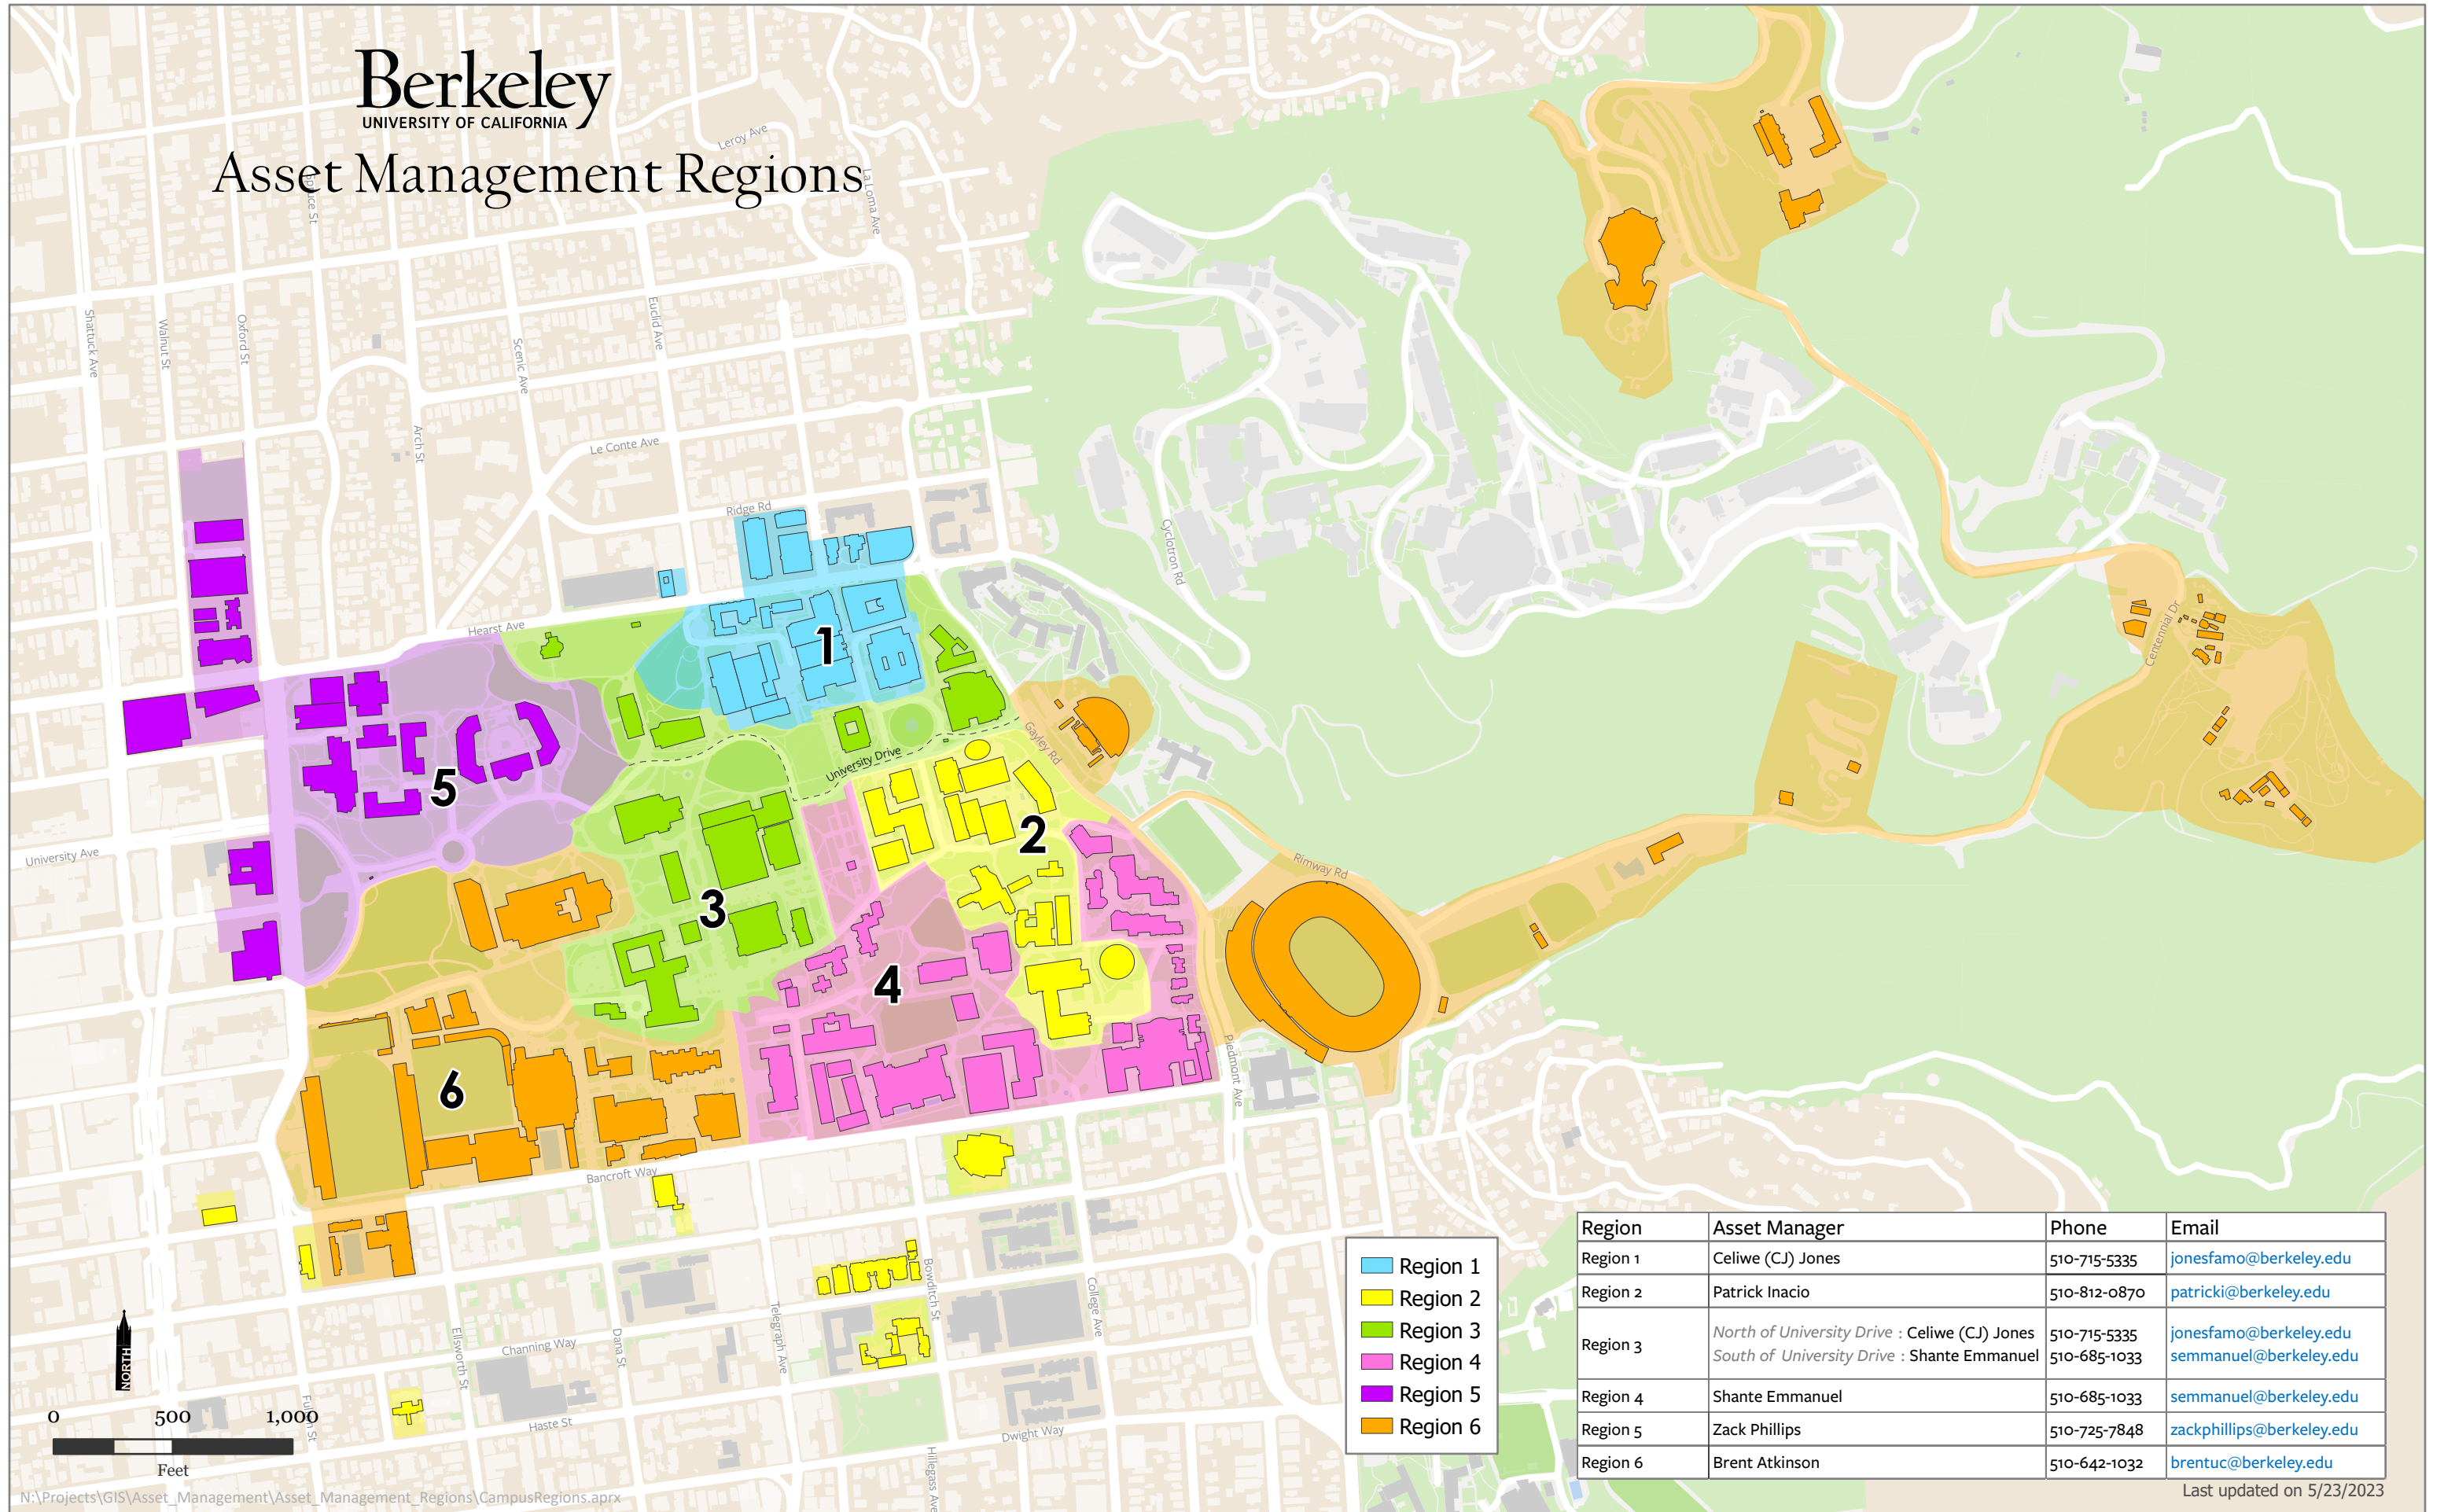 Berkeley
UNIVERSITY OF CALIFORNIA
Asset Management Regions
Leroy Ave
La Loma Ave
Spruce St
Shattuck Ave
Walnut St
Oxford St
Euclid Ave
Scenic Ave
Arch St
Le Conte Ave
Ridge Rd
Cyclotron Rd
Hearst Ave
Centennial Dr
1
Gayley Rd
University Drive
5
2
University Ave
Rimway Rd
3
4
6
Piedmont Ave
Bancroft Way
Bowditch St
College Ave
Telegraph Ave
Ellsworth St
Channing Way
Dana St
Fulton St
Haste St
Dwight Way
Hillegass Ave
NORTH
0 500 1,000
Feet
N:\Projects\GIS\Asset_Management\Asset_Management_Regions\CampusRegions.aprx
Region 1
Region 2
Region 3
Region 4
Region 5
Region 6
Region Asset Manager Phone Email
Region 1 Celiwe (CJ) Jones 510-715-5335 jonesfamo@berkeley.edu
Region 2 Patrick Inacio 510-812-0870 patricki@berkeley.edu
Region 3
North of University Drive : Celiwe (CJ) Jones 510-715-5335 jonesfamo@berkeley.edu
South of University Drive : Shante Emmanuel 510-685-1033 semmanuel@berkeley.edu
Region 4 Shante Emmanuel 510-685-1033 semmanuel@berkeley.edu
Region 5 Zack Phillips 510-725-7848 zackphillips@berkeley.edu
Region 6 Brent Atkinson 510-642-1032 brentuc@berkeley.edu
Last updated on 5/23/2023